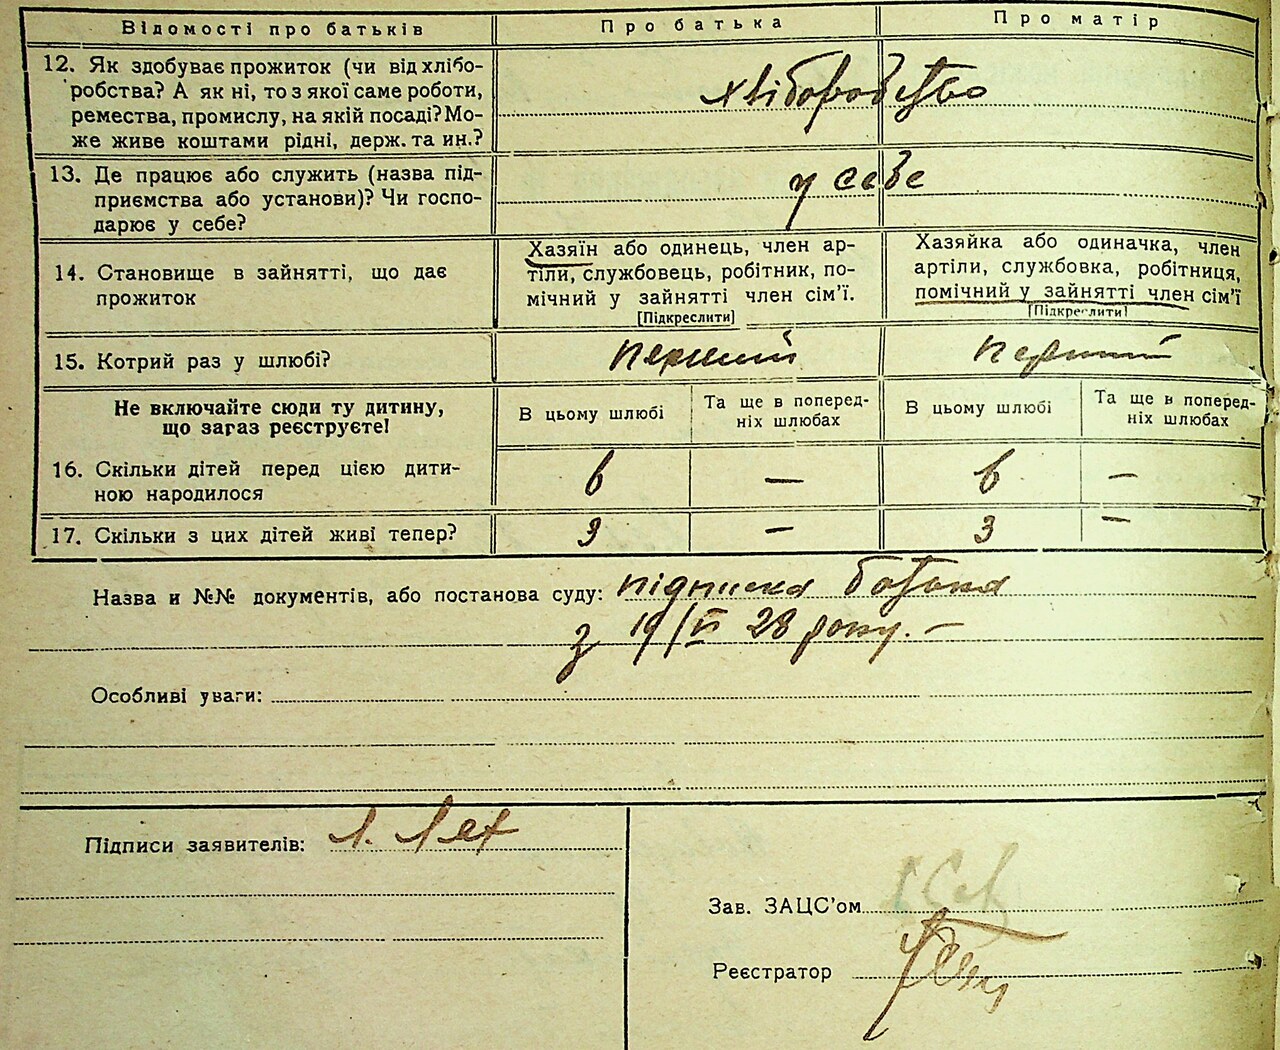 Відомості про батьків Про батька Про матір
12. Як здобуває прожиток (чи від хлібо-
робства? А як ні, то з якої саме роботи,
ремества, промислу, на якій посаді? Мо-
же живе коштами рідні, держ. та ин.?
хліборобство
13. Де працює або служить (назва під-
приємства або установи)? Чи госпо-
дарює у себе?
у себе
14. Становище в зайнятті, що дає
прожиток
Хазяїн або одинець, член ар-
тіли, службовець, робітник, по-
мічний у зайнятті член сім'ї.
[Підкреслити]
Хазяйка або одиначка, член
артіли, службовка, робітниця,
помічний у зайнятті член сім'ї
[Підкреслити]
15. Котрий раз у шлюбі? перший перший
Не включайте сюди ту дитину,
що зараз реєструєте!
В цьому шлюбі
Та ще в поперед-
ніх шлюбах
В цьому шлюбі
Та ще в поперед-
ніх шлюбах
16. Скільки дітей перед цією дити-
ною народилося
6 — 6 —
17. Скільки з цих дітей живі тепер? 3 — 3 —
Назва и №№ документів, або постанова суду: підписка батька
з 19/VI 28 року. —
Особливі уваги:
Підписи заявителів: Л. Лях
Зав. ЗАЦС'ом
Реєстратор